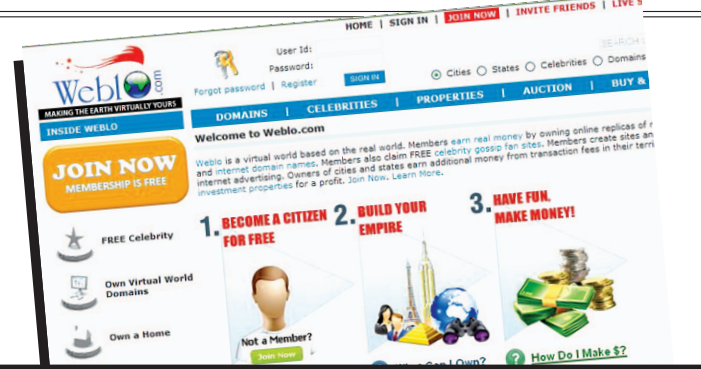 HOME | SIGN IN | JOIN NOW | INVITE FRIENDS | LIVE S
Weblo.com
MAKING THE EARTH VIRTUALLY YOURS
User Id:
Password:
Forgot password | Register
SIGN IN
Cities States Celebrities Domains
DOMAINS | CELEBRITIES | PROPERTIES | AUCTION | BUY &
INSIDE WEBLO
JOIN NOW
MEMBERSHIP IS FREE
FREE Celebrity
Own Virtual World
Domains
Own a Home
Welcome to Weblo.com
Weblo is a virtual world based on the real world. Members earn real money by owning online replicas of r
and internet domain names. Members also claim FREE celebrity gossip fan sites. Members create sites an
internet advertising. Owners of cities and states earn additional money from transaction fees in their terri
investment properties for a profit. Join Now. Learn More.
1. BECOME A CITIZEN
FOR FREE
Not a Member?
Join Now
2. BUILD YOUR
EMPIRE
Can I Own?
3. HAVE FUN,
MAKE MONEY!
How Do I Make $?